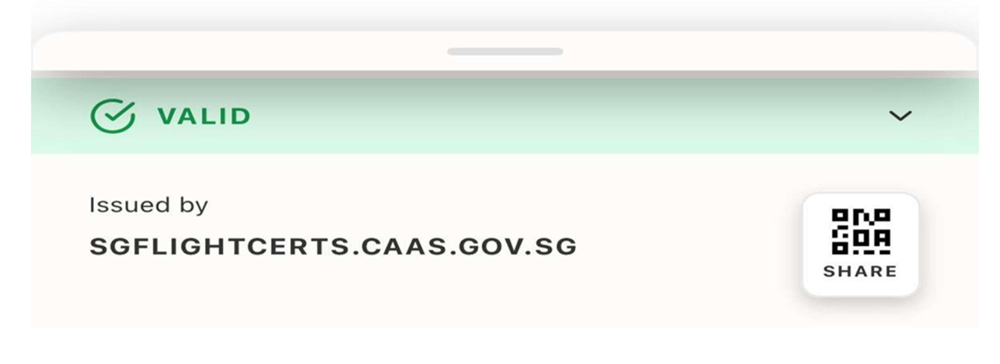 VALID
Issued by
SGFLIGHTCERTS.CAAS.GOV.SG
SHARE